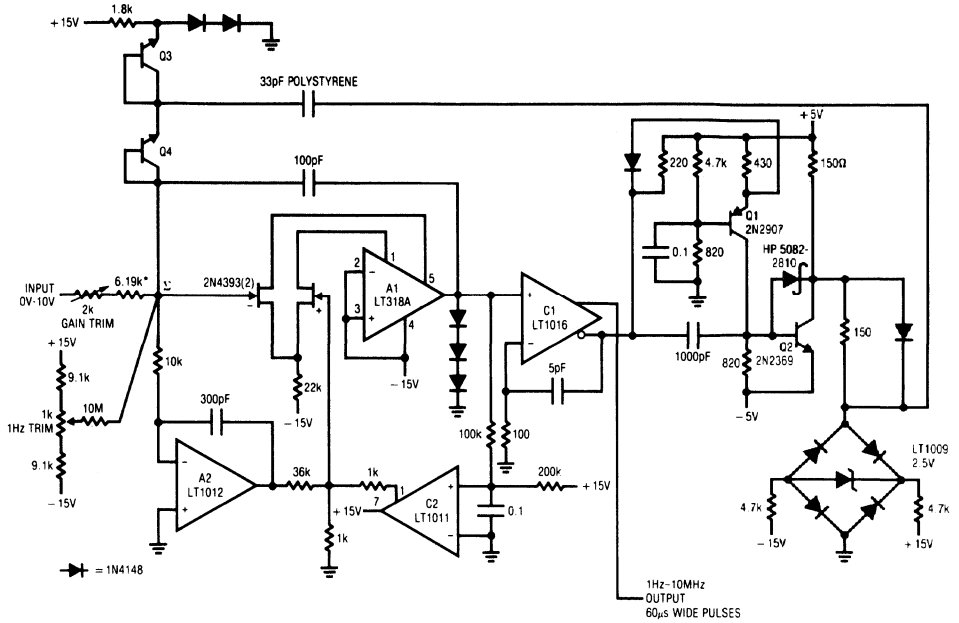 1.8k
+15V
Q3
33pF POLYSTYRENE
Q4
100pF
+5V
220
4.7k
430
150Ω
Q1
2N2907
HP 5082-
2810
0.1
820
INPUT
0V-10V
2k
GAIN TRIM
6.19k*
Σ
2N4393(2)
−
+
1
2
−
5
A1
LT318A
3
+
4
−15V
22k
−15V
+
C1
LT1016
−
5pF
100
1000pF
820
Q2
2N2369
−5V
150
+15V
9.1k
1k
1Hz TRIM
10M
9.1k
−15V
10k
300pF
−
A2
LT1012
+
36k
1k
1
7
+15V
C2
LT1011
+
−
1k
100k
200k
+15V
0.1
LT1009
2.5V
4.7k
−15V
4.7k
+15V
= 1N4148
1Hz−10MHz
OUTPUT
60µs WIDE PULSES